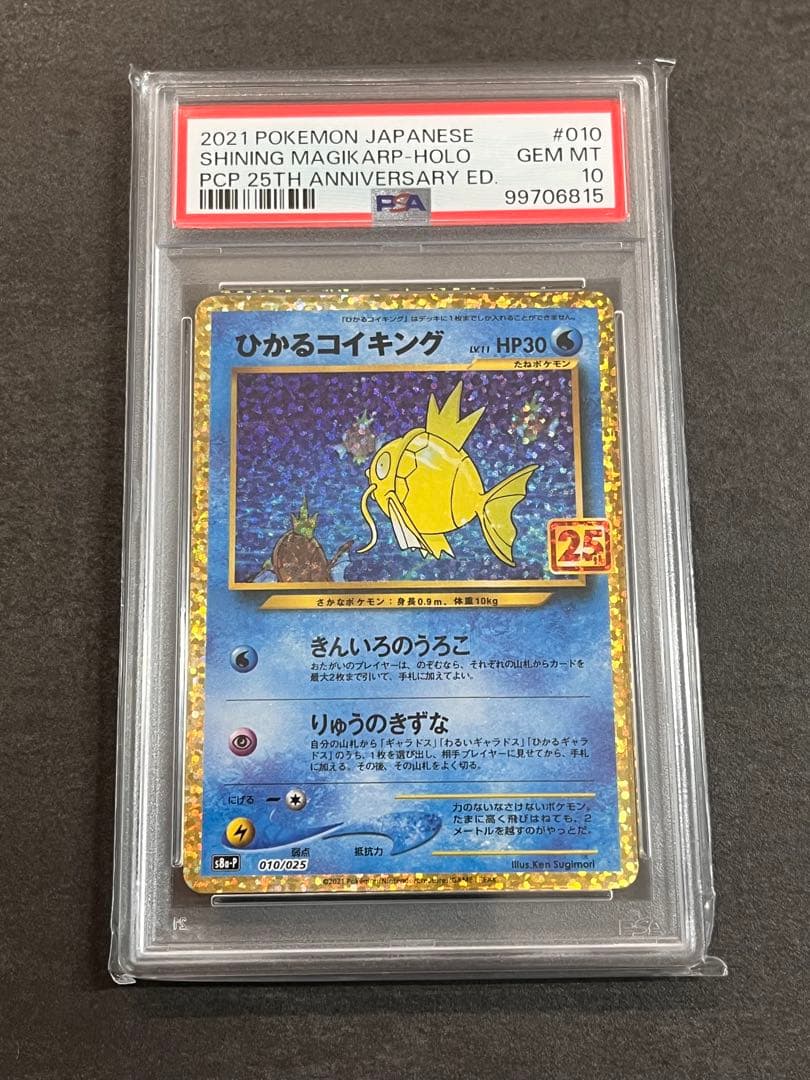 2021 POKEMON JAPANESE #010
SHINING MAGIKARP-HOLO GEM MT
PCP 25TH ANNIVERSARY ED. 10
PSA 99706815
「ひかるコイキング」はデッキに1枚までしか入れることができません。
ひかるコイキング LV.11 HP30
たねポケモン
25th
さかなポケモン:身長0.9m、体重10kg
きんいろのうろこ
おたがいのプレイヤーは、のぞむなら、それぞれの山札からカードを
最大2枚まで引いて、手札に加えてよい。
りゅうのきずな
自分の山札から「ギャラドス」「わるいギャラドス」「ひかるギャラ
ドス」のうち、1枚を選び出し、相手プレイヤーに見せてから、手札
に加える。その後、その山札をよく切る。
にげる
力のないなさけないポケモン。
たまに高く飛びはねても、2
メートルを越すのがやっとだ。
弱点 抵抗力
s8a-P 010/025 Illus.Ken Sugimori
©2021 Pokémon/Nintendo/Creatures/GAME FREAK.
PSA